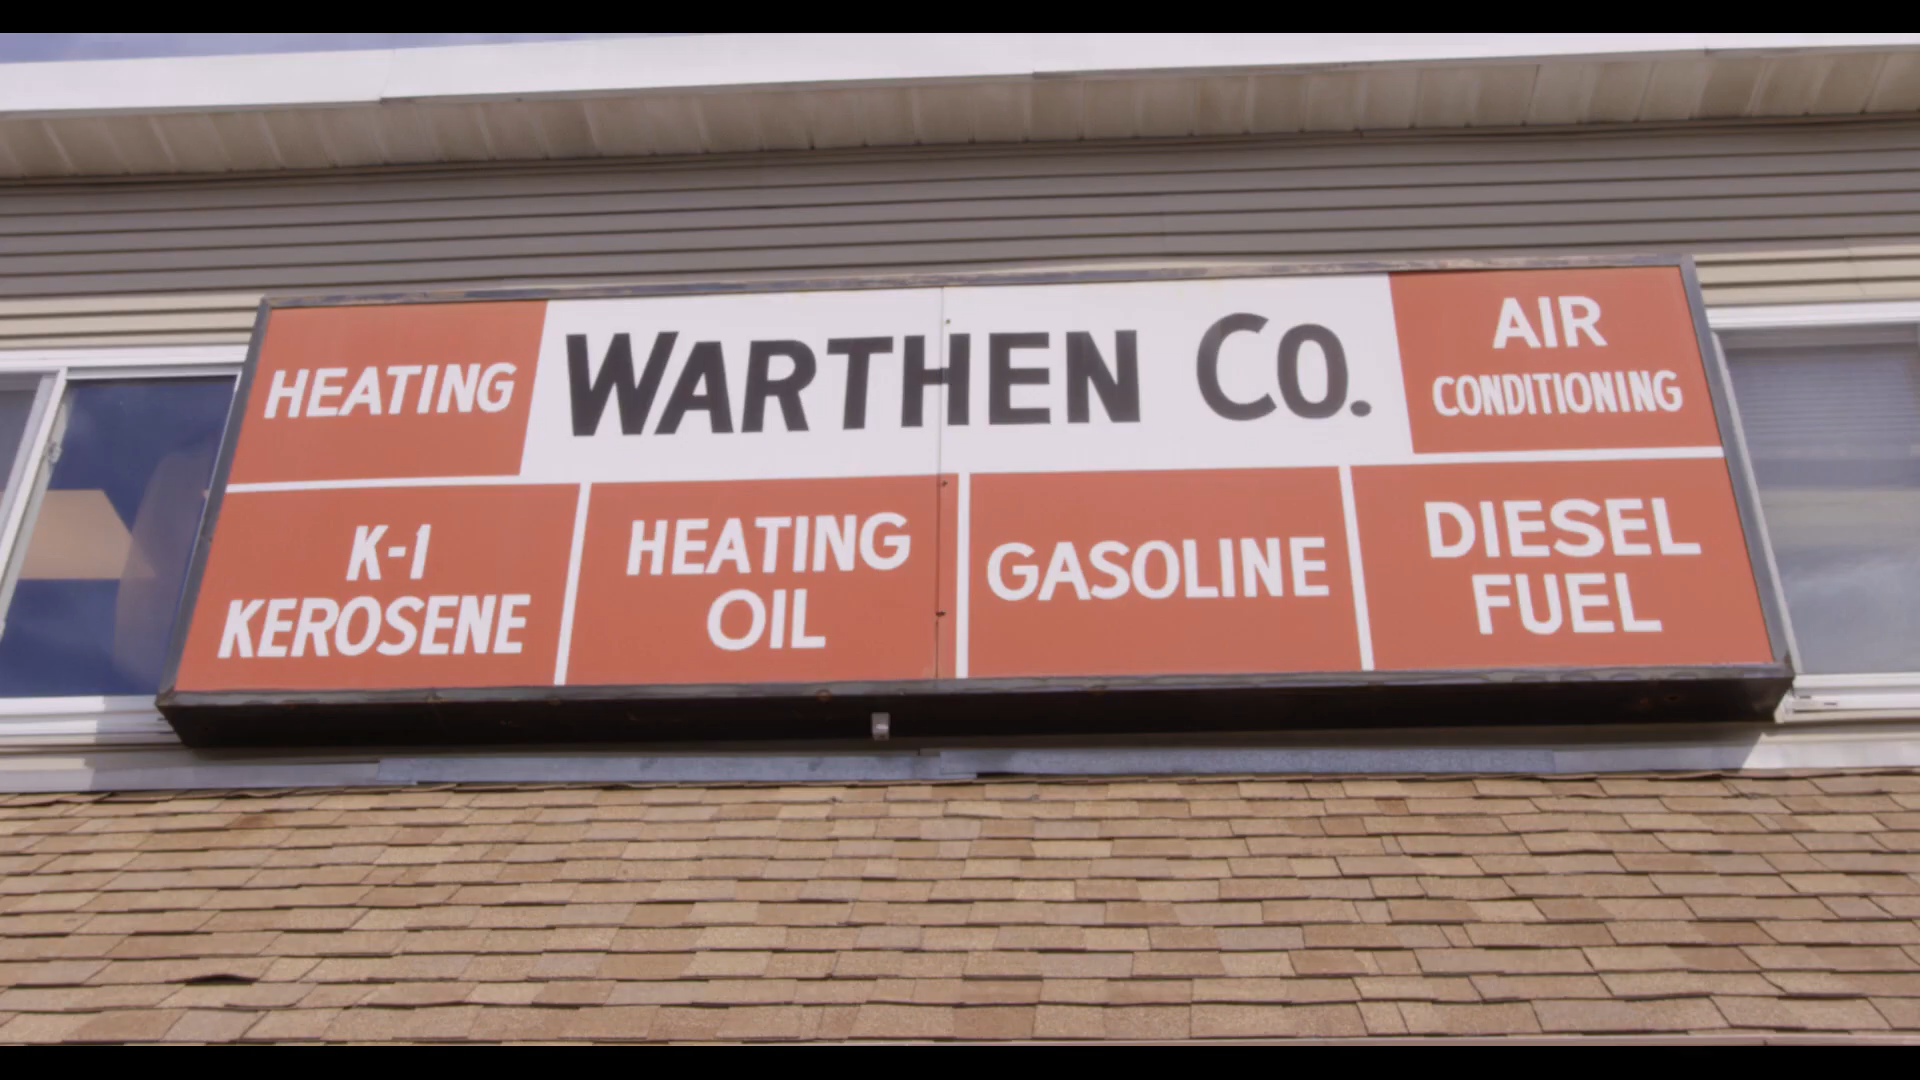 HEATING
WARTHEN CO.
AIR
CONDITIONING
K-1
KEROSENE
HEATING
OIL
GASOLINE
DIESEL
FUEL